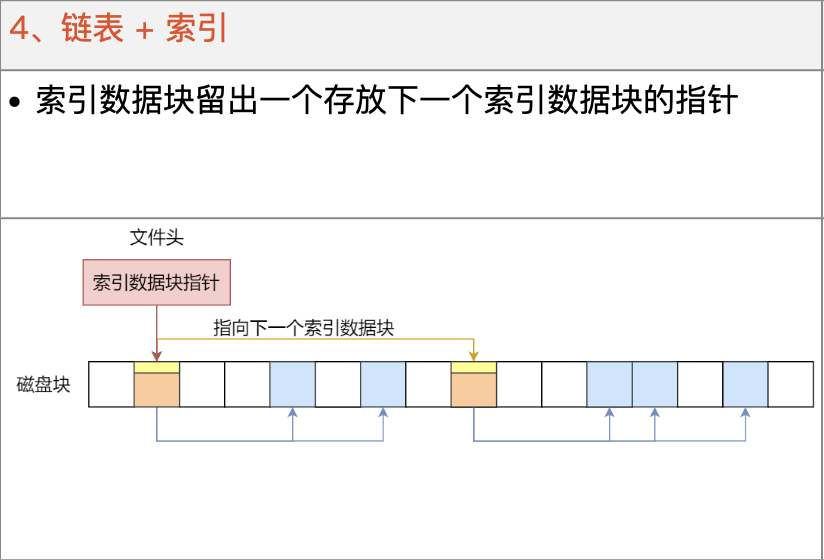 4、链表 + 索引
• 索引数据块留出一个存放下一个索引数据块的指针
文件头
索引数据块指针
指向下一个索引数据块
磁盘块